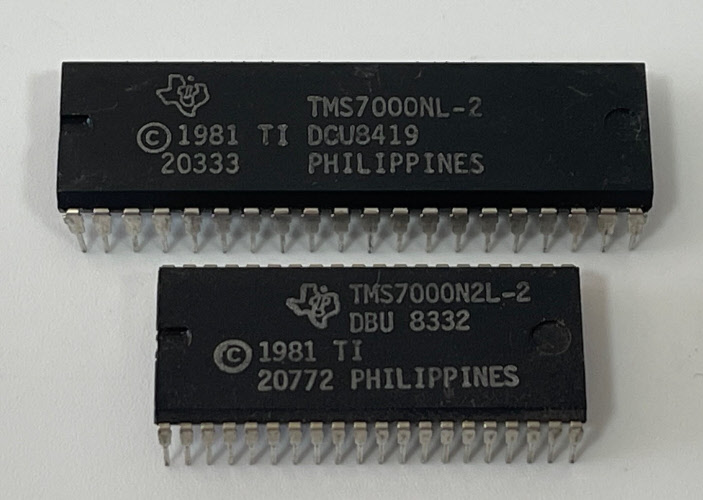 TMS7000NL-2
© 1981 TI DCU8419
20333 PHILIPPINES
TMS7000N2L-2
DBU 8332
© 1981 TI
20772 PHILIPPINES